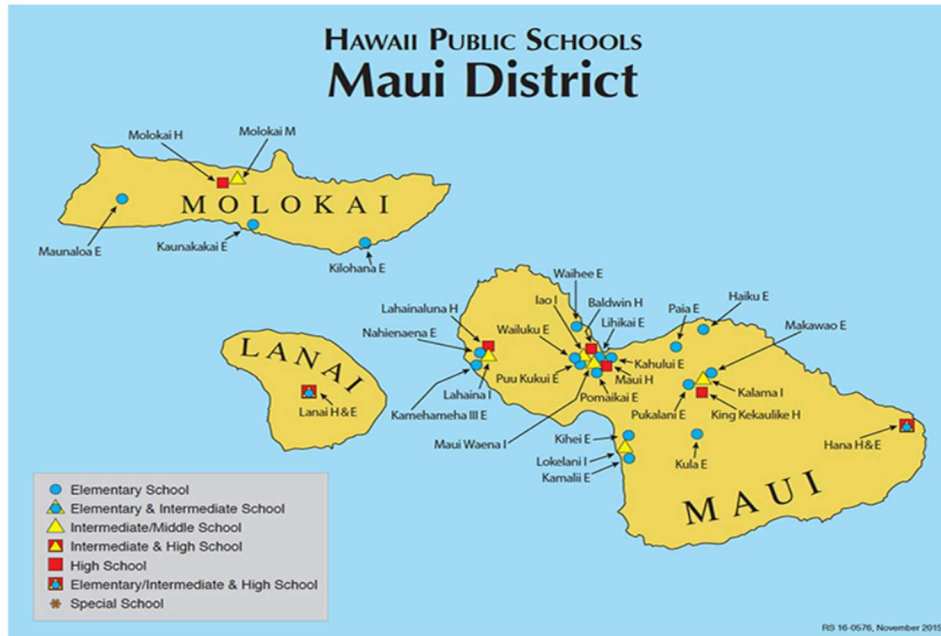 HAWAII PUBLIC SCHOOLS
Maui District
Molokai H
Molokai M
MOLOKAI
Maunaloa E
Kaunakakai E
Kilohana E
Waihee E
Lahainaluna H
Iao I
Baldwin H
Haiku E
Nahienaena E
Wailuku E
Lihikai E
Paia E
Makawao E
LANAI
Puu Kukui E
Kahului E
Maui H
Kalama I
Lanai H & E
Lahaina I
Pomaikai E
Kamehameha III E
Pukalani E
King Kekaulike H
Maui Waena I
Kihei E
Hana H & E
Lokelani I
Kula E
Kamalii E
MAUI
Elementary School
Elementary & Intermediate School
Intermediate/Middle School
Intermediate & High School
High School
Elementary/Intermediate & High School
Special School
RS 16-0576, November 2015